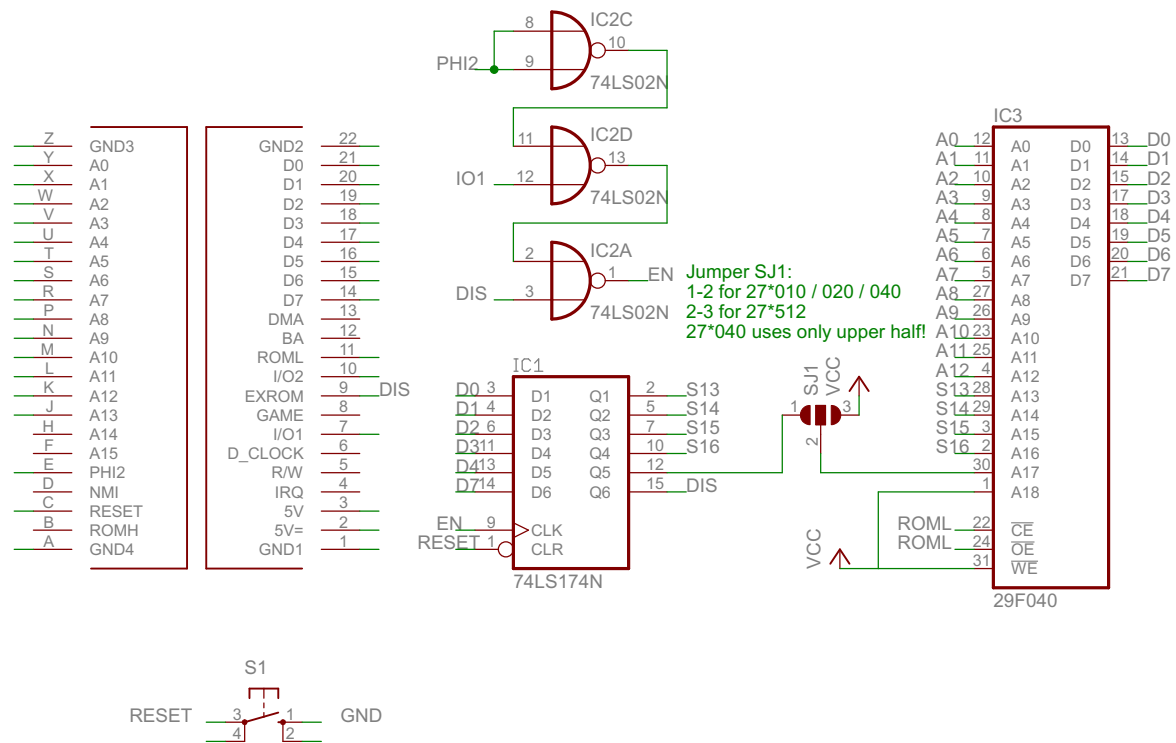 IC2C
8
10
PHI2
9
74LS02N
IC2D
11
13
IO1
12
74LS02N
IC2A
2
1
EN
DIS
3
74LS02N
Jumper SJ1:
1-2 for 27*010 / 020 / 040
2-3 for 27*512
27*040 uses only upper half!
Z GND3
Y A0
X A1
W A2
V A3
U A4
T A5
S A6
R A7
P A8
N A9
M A10
L A11
K A12
J A13
H A14
F A15
E PHI2
D NMI
C RESET
B ROMH
A GND4
GND2 22
D0 21
D1 20
D2 19
D3 18
D4 17
D5 16
D6 15
D7 14
DMA 13
BA 12
ROML 11
I/O2 10
EXROM 9 DIS
GAME 8
I/O1 7
D_CLOCK 6
R/W 5
IRQ 4
5V 3
5V= 2
GND1 1
IC1
D0 3 D1 Q1 2 S13
D1 4 D2 Q2 5 S14
D2 6 D3 Q3 7 S15
D3 11 D4 Q4 10 S16
D4 13 D5 Q5 12
D7 14 D6 Q6 15 DIS
EN 9 CLK
RESET 1 CLR
74LS174N
SJ1
VCC
1 3
2
IC3
A0 12 A0 D0 13 D0
A1 11 A1 D1 14 D1
A2 10 A2 D2 15 D2
A3 9 A3 D3 17 D3
A4 8 A4 D4 18 D4
A5 7 A5 D5 19 D5
A6 6 A6 D6 20 D6
A7 5 A7 D7 21 D7
A8 27 A8
A9 26 A9
A10 23 A10
A11 25 A11
A12 4 A12
S13 28 A13
S14 29 A14
S15 3 A15
S16 2 A16
30 A17
1 A18
ROML 22 CE
ROML 24 OE
VCC
31 WE
29F040
S1
RESET 3 1 GND
4 2